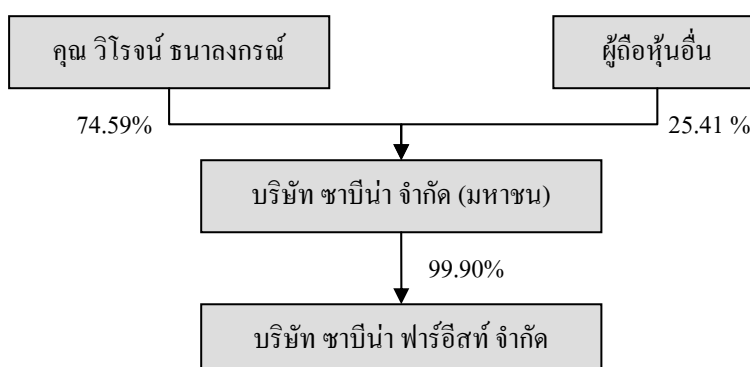 คุณ วิโรจน์ ธนาลงกรณ์
ผู้ถือหุ้นอื่น
74.59%
25.41 %
บริษัท ซาบีน่า จำกัด (มหาชน)
99.90%
บริษัท ซาบีน่า ฟาร์อีสท์ จำกัด